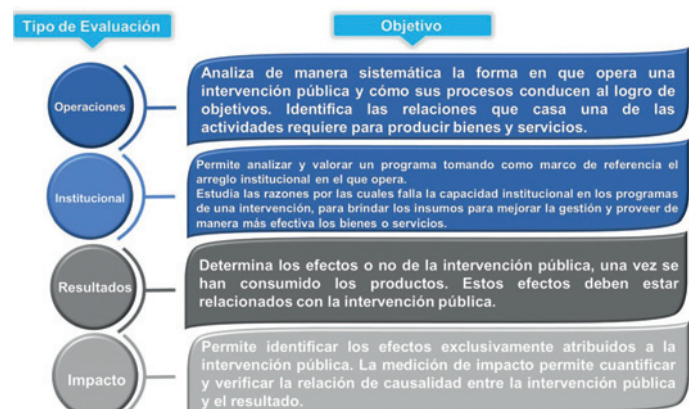 Tipo de Evaluación
Objetivo
Operaciones
Analiza de manera sistemática la forma en que opera una
intervención pública y cómo sus procesos conducen al logro de
objetivos. Identifica las relaciones que casa una de las
actividades requiere para producir bienes y servicios.
Institucional
Permite analizar y valorar un programa tomando como marco de referencia el
arreglo institucional en el que opera.
Estudia las razones por las cuales falla la capacidad institucional en los programas
de una intervención, para brindar los insumos para mejorar la gestión y proveer de
manera más efectiva los bienes o servicios.
Resultados
Determina los efectos o no de la intervención pública, una vez se
han consumido los productos. Estos efectos deben estar
relacionados con la intervención pública.
Impacto
Permite identificar los efectos exclusivamente atribuidos a la
intervención pública. La medición de impacto permite cuantificar
y verificar la relación de causalidad entre la intervención pública
y el resultado.